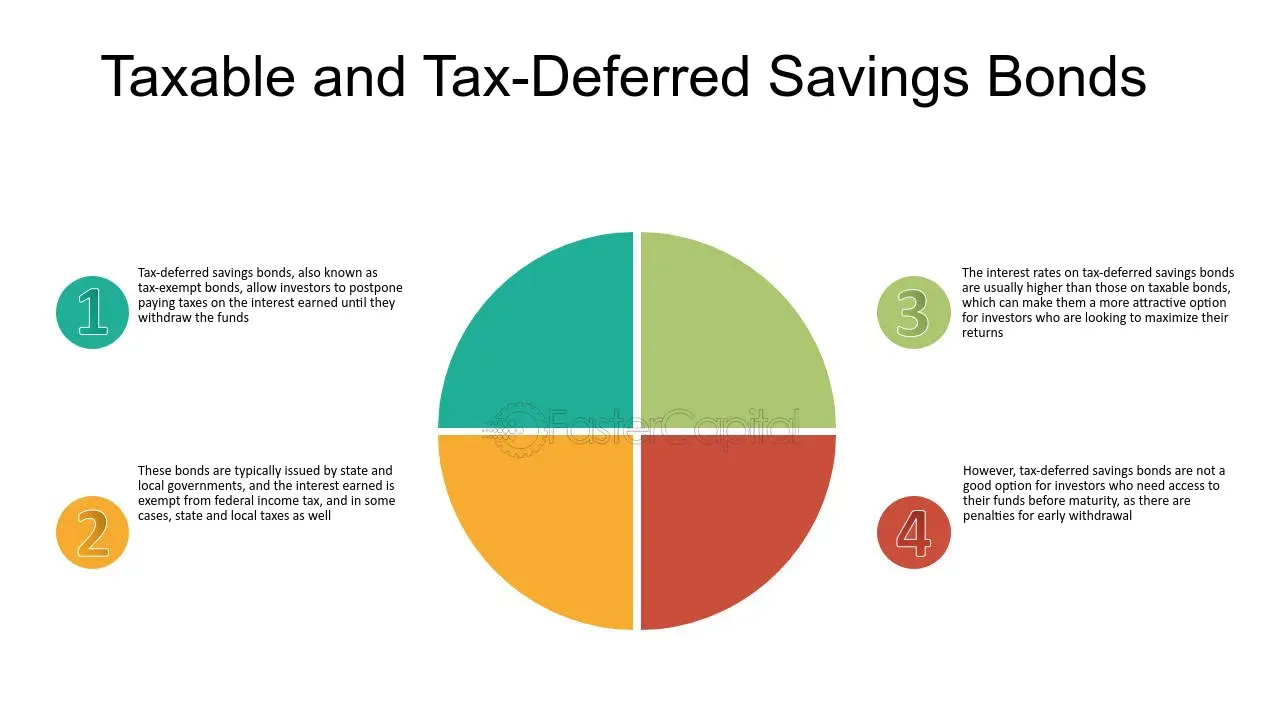 Taxable and Tax-Deferred Savings Bonds
1
Tax-deferred savings bonds, also known as
tax-exempt bonds, allow investors to postpone
paying taxes on the interest earned until they
withdraw the funds
2
These bonds are typically issued by state and
local governments, and the interest earned is
exempt from federal income tax, and in some
cases, state and local taxes as well
3
The interest rates on tax-deferred savings bonds
are usually higher than those on taxable bonds,
which can make them a more attractive option
for investors who are looking to maximize their
returns
4
However, tax-deferred savings bonds are not a
good option for investors who need access to
their funds before maturity, as there are
penalties for early withdrawal
FasterCapital